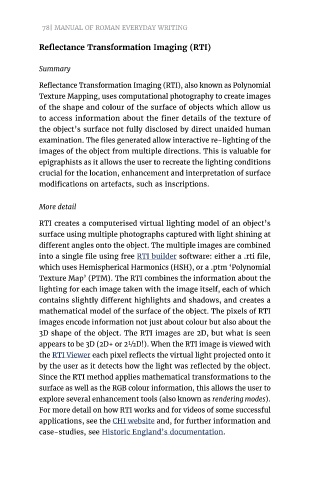 78| MANUAL OF ROMAN EVERYDAY WRITING
Reflectance Transformation Imaging (RTI)
Summary
Reflectance Transformation Imaging (RTI), also known as Polynomial
Texture Mapping, uses computational photography to create images
of the shape and colour of the surface of objects which allow us
to access information about the finer details of the texture of
the object's surface not fully disclosed by direct unaided human
examination. The files generated allow interactive re-lighting of the
images of the object from multiple directions. This is valuable for
epigraphists as it allows the user to recreate the lighting conditions
crucial for the location, enhancement and interpretation of surface
modifications on artefacts, such as inscriptions.
More detail
RTI creates a computerised virtual lighting model of an object's
surface using multiple photographs captured with light shining at
different angles onto the object. The multiple images are combined
into a single file using free RTI builder software: either a .rti file,
which uses Hemispherical Harmonics (HSH), or a .ptm 'Polynomial
Texture Map' (PTM). The RTI combines the information about the
lighting for each image taken with the image itself, each of which
contains slightly different highlights and shadows, and creates a
mathematical model of the surface of the object. The pixels of RTI
images encode information not just about colour but also about the
3D shape of the object. The RTI images are 2D, but what is seen
appears to be 3D (2D+ or 2½D!). When the RTI image is viewed with
the RTI Viewer each pixel reflects the virtual light projected onto it
by the user as it detects how the light was reflected by the object.
Since the RTI method applies mathematical transformations to the
surface as well as the RGB colour information, this allows the user to
explore several enhancement tools (also known as rendering modes).
For more detail on how RTI works and for videos of some successful
applications, see the CHI website and, for further information and
case-studies, see Historic England's documentation.